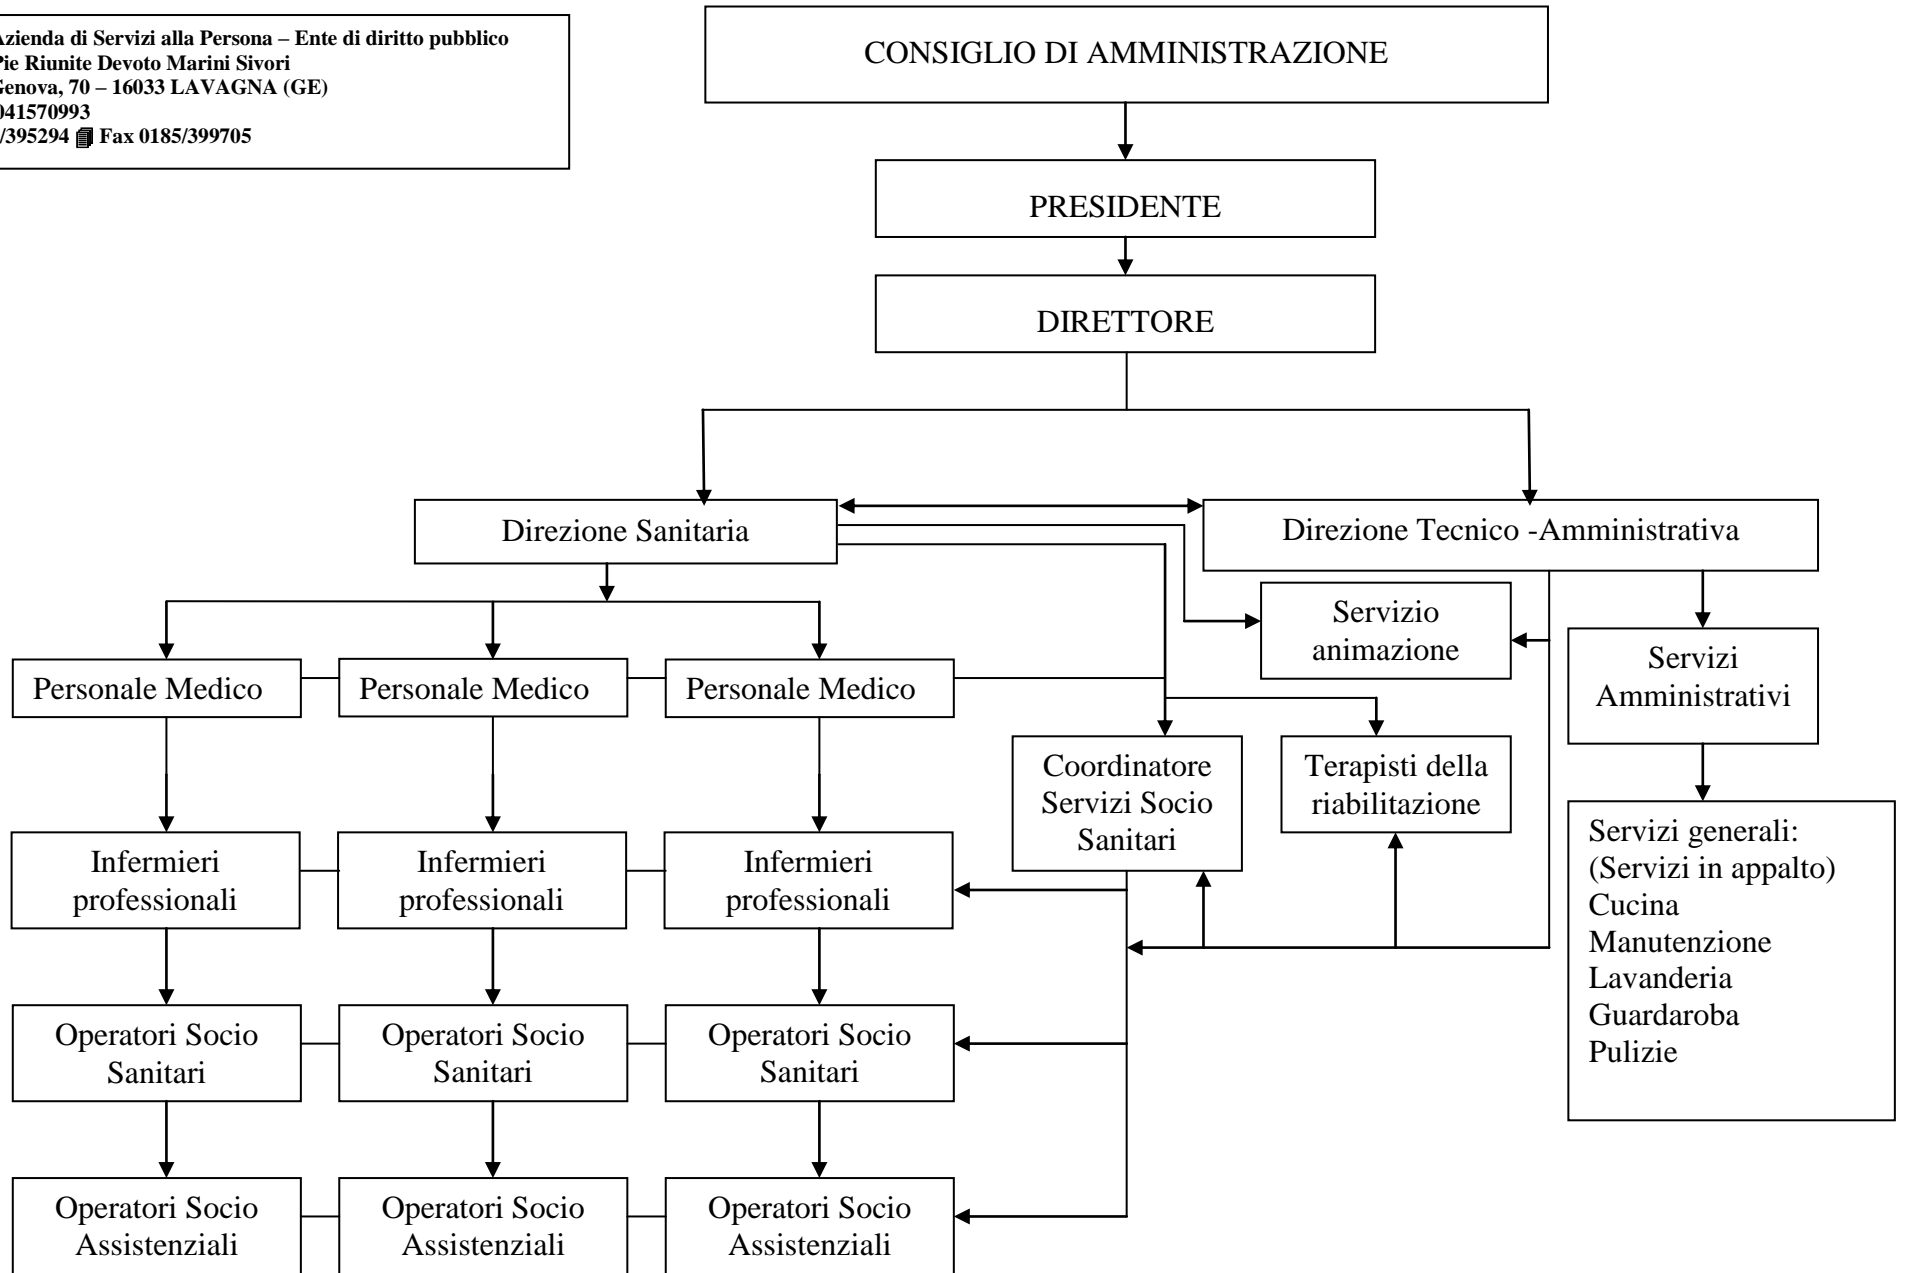 Azienda di Servizi alla Persona – Ente di diritto pubblico
Pie Riunite Devoto Marini Sivori
Genova, 70 – 16033 LAVAGNA (GE)
041570993
/395294 Fax 0185/399705
CONSIGLIO DI AMMINISTRAZIONE
PRESIDENTE
DIRETTORE
Direzione Sanitaria
Direzione Tecnico -Amministrativa
Servizio
animazione
Servizi
Amministrativi
Personale Medico
Personale Medico
Personale Medico
Coordinatore
Servizi Socio
Sanitari
Terapisti della
riabilitazione
Servizi generali:
(Servizi in appalto)
Cucina
Manutenzione
Lavanderia
Guardaroba
Pulizie
Infermieri
professionali
Infermieri
professionali
Infermieri
professionali
Operatori Socio
Sanitari
Operatori Socio
Sanitari
Operatori Socio
Sanitari
Operatori Socio
Assistenziali
Operatori Socio
Assistenziali
Operatori Socio
Assistenziali